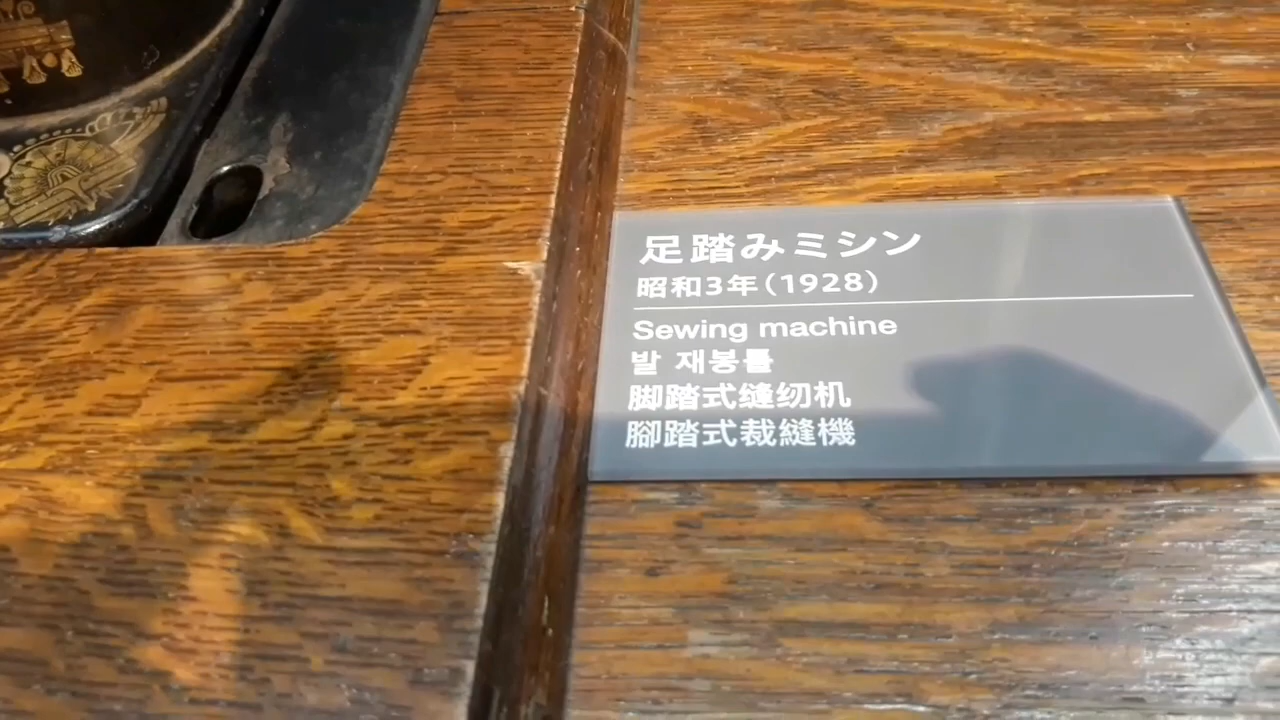 足踏みミシン
昭和3年(1928)
Sewing machine
발 재봉틀
脚踏式缝纫机
腳踏式裁縫機